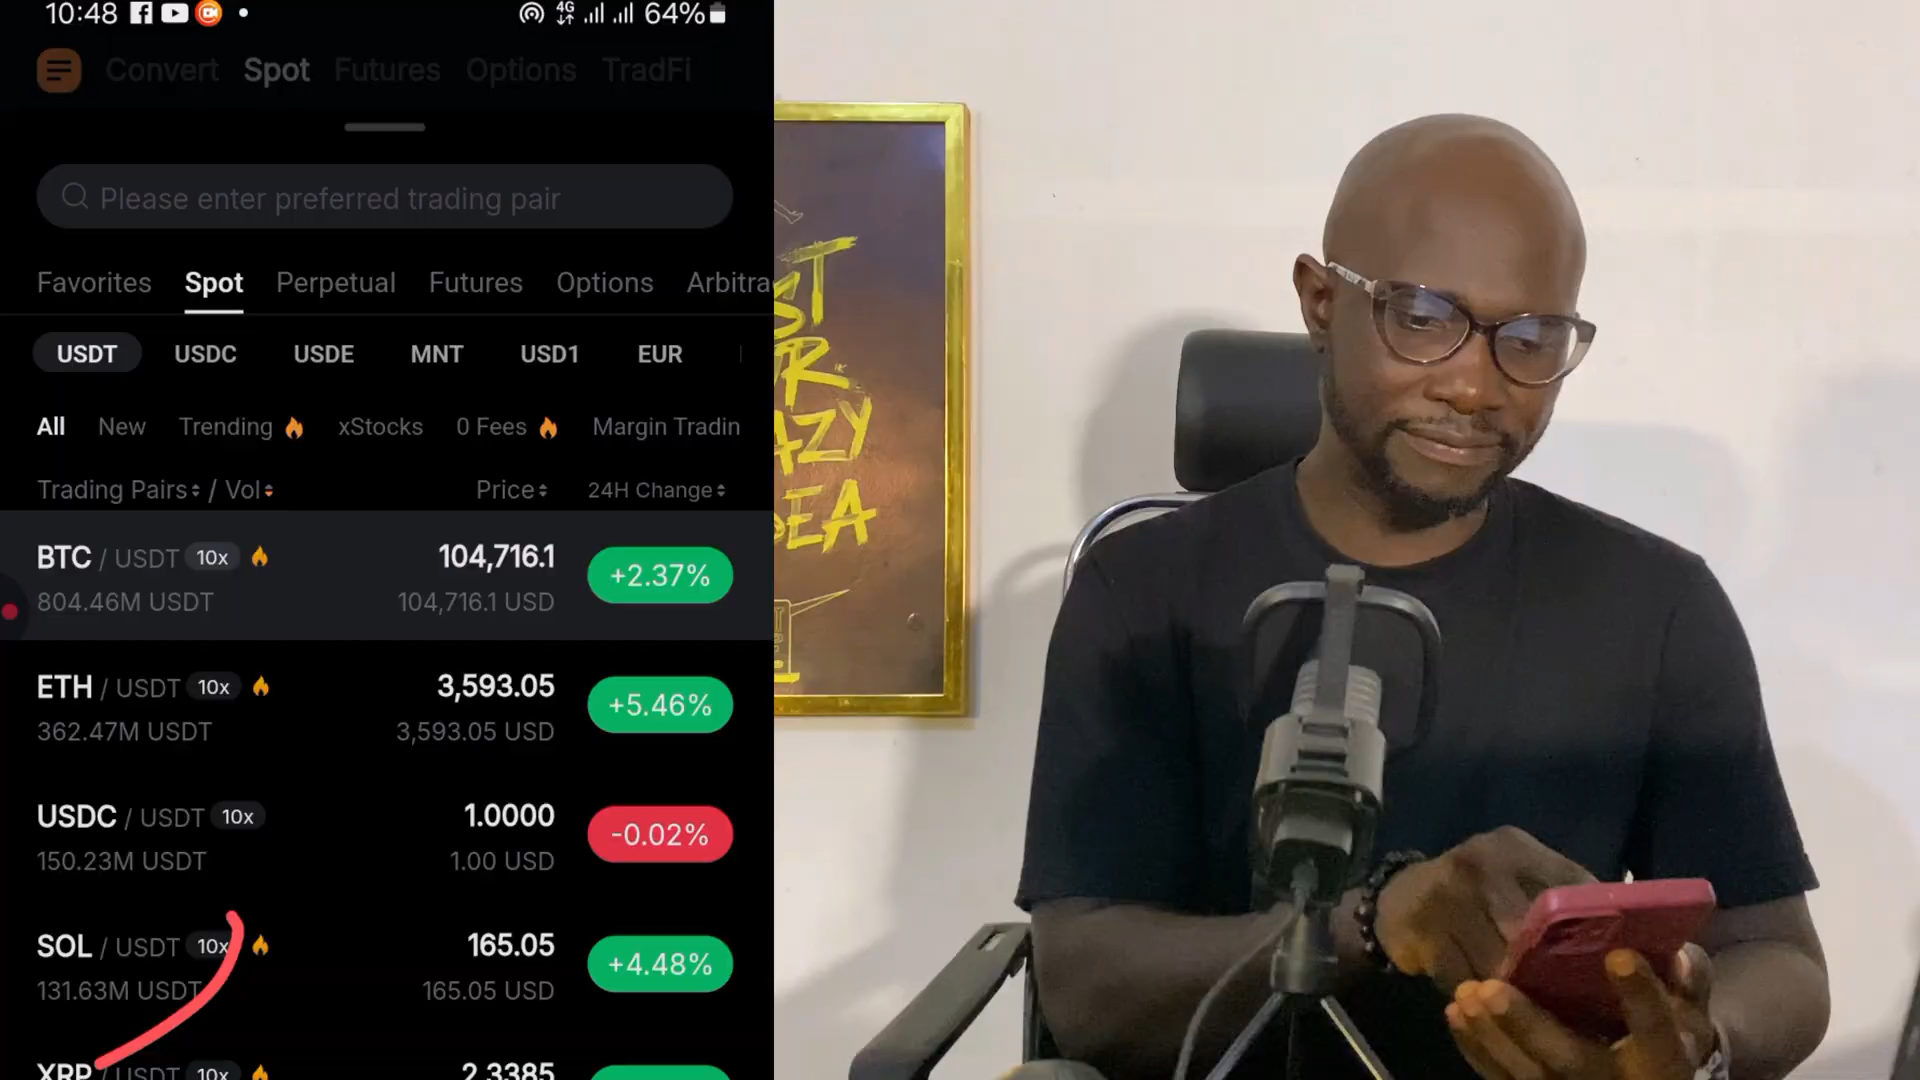 10:48 4G 64%
Convert Spot Futures Options TradFi
Please enter preferred trading pair
Favorites Spot Perpetual Futures Options Arbitra
USDT USDC USDE MNT USD1 EUR
All New Trending xStocks 0 Fees Margin Tradin
Trading Pairs / Vol Price 24H Change
BTC / USDT 10x 104,716.1 +2.37%
804.46M USDT 104,716.1 USD
ETH / USDT 10x 3,593.05 +5.46%
362.47M USDT 3,593.05 USD
USDC / USDT 10x 1.0000 -0.02%
150.23M USDT 1.00 USD
SOL / USDT 10x 165.05 +4.48%
131.63M USDT 165.05 USD
XRP / USDT 10x 2.3385